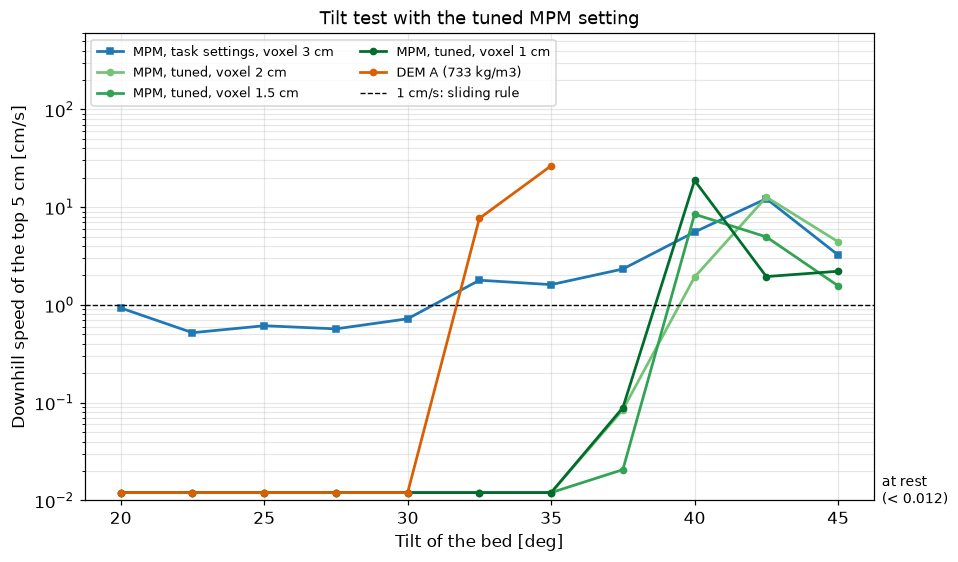 Tilt test with the tuned MPM setting
MPM, task settings, voxel 3 cm
MPM, tuned, voxel 2 cm
MPM, tuned, voxel 1.5 cm
MPM, tuned, voxel 1 cm
DEM A (733 kg/m3)
1 cm/s: sliding rule
Downhill speed of the top 5 cm [cm/s]
10²
10¹
10⁰
10⁻¹
10⁻²
at rest
(< 0.012)
20 25 30 35 40 45
Tilt of the bed [deg]